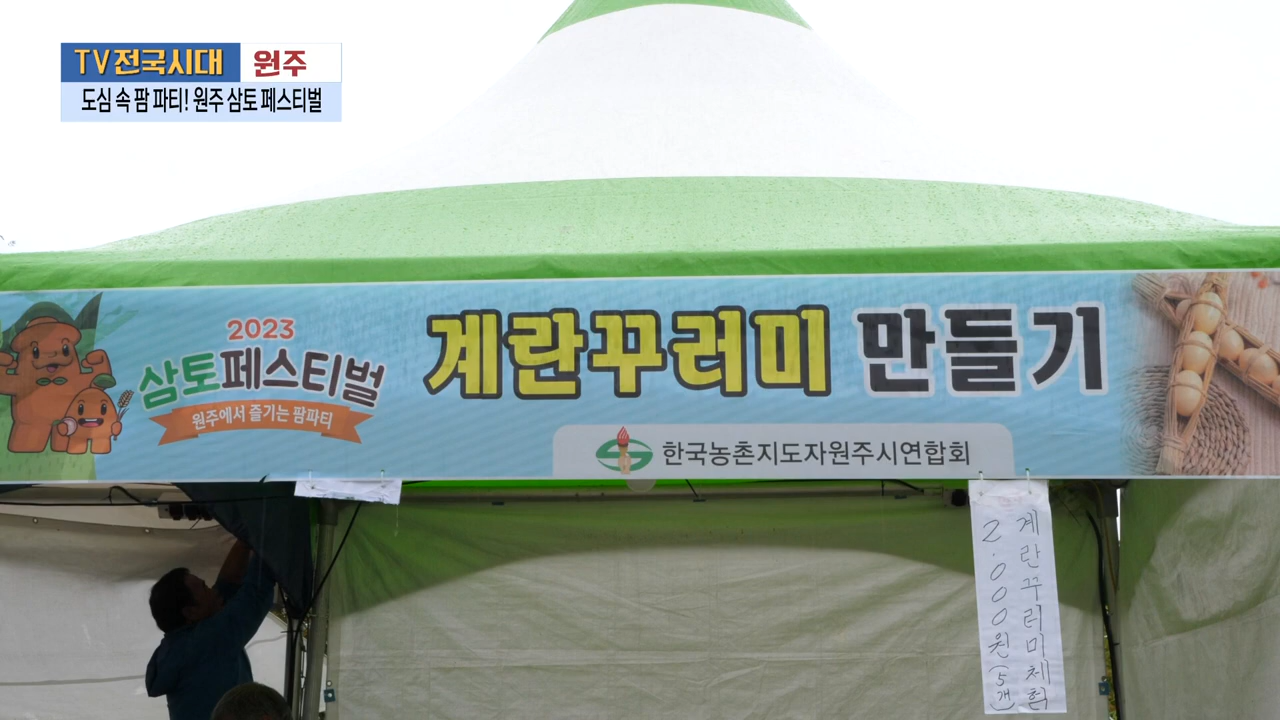 TV전국시대 원주
도심 속 팜 파티! 원주 삼토 페스티벌
2023
삼토페스티벌
원주에서 즐기는 팜파티
계란꾸러미 만들기
한국농촌지도자원주시연합회
계란꾸러미체험
2.000원(5개)